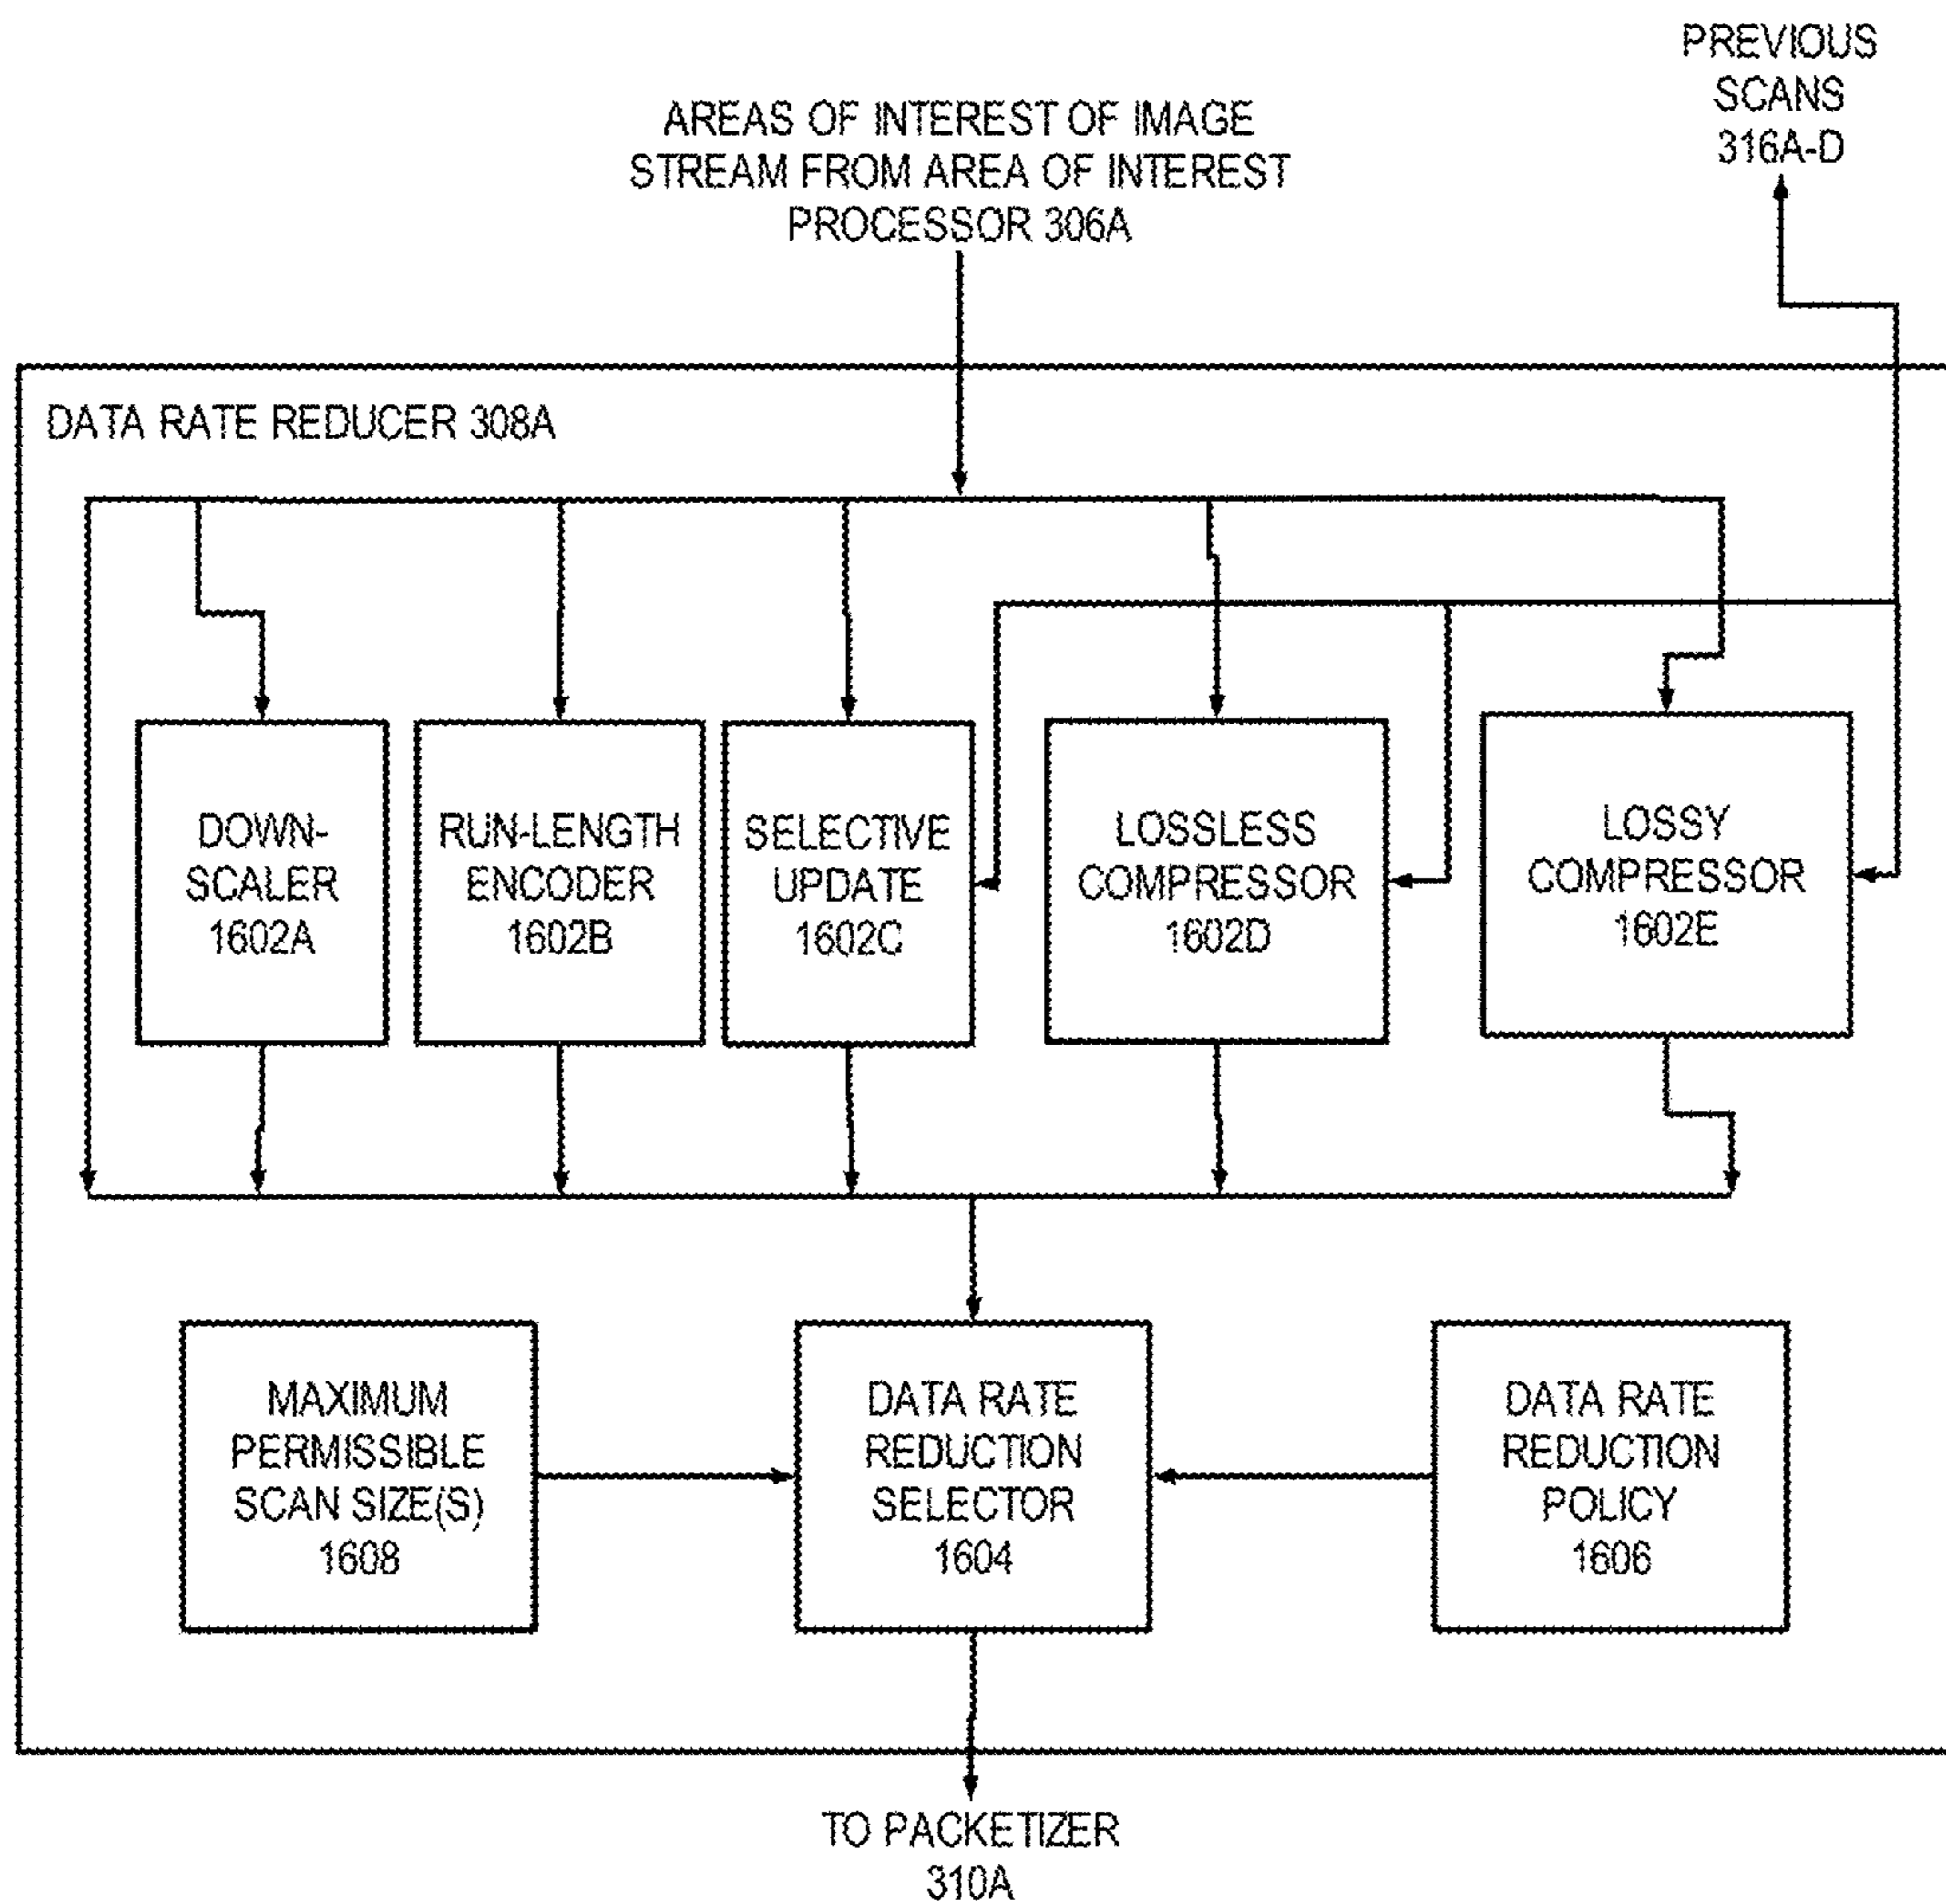 PREVIOUS
SCANS
316A-D
AREAS OF INTEREST OF IMAGE
STREAM FROM AREA OF INTEREST
PROCESSOR 306A
DATA RATE REDUCER 308A
DOWN-
SCALER
1602A
RUN-LENGTH
ENCODER
1602B
SELECTIVE
UPDATE
1602C
LOSSLESS
COMPRESSOR
1602D
LOSSY
COMPRESSOR
1602E
MAXIMUM
PERMISSIBLE
SCAN SIZE(S)
1608
DATA RATE
REDUCTION
SELECTOR
1604
DATA RATE
REDUCTION
POLICY
1606
TO PACKETIZER
310A